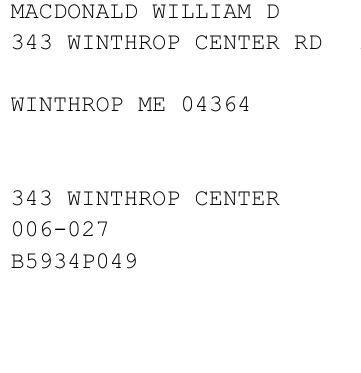 MACDONALD WILLIAM D
343 WINTHROP CENTER RD
WINTHROP ME 04364
343 WINTHROP CENTER
006-027
B5934P049